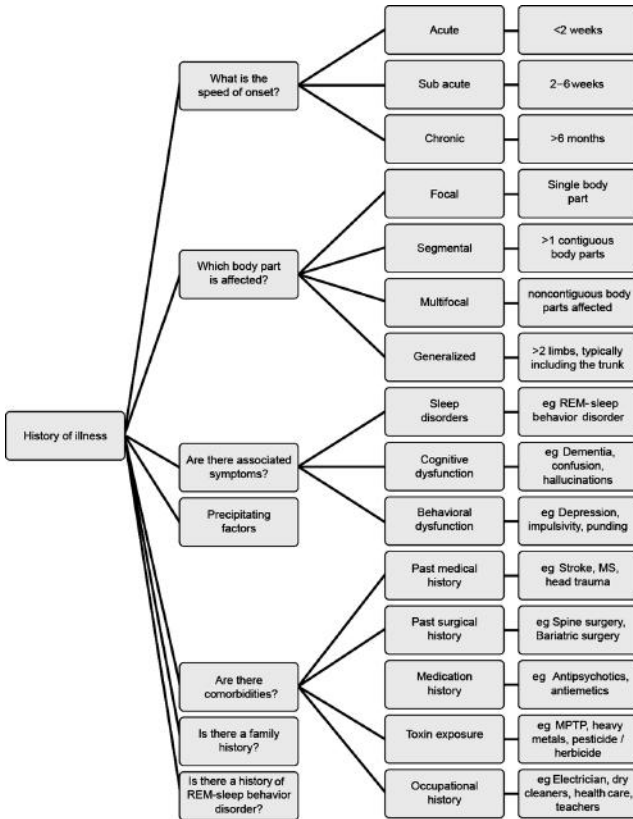 History of illness
What is the
speed of onset?
Acute
<2 weeks
Sub acute
2–6 weeks
Chronic
>6 months
Which body part
is affected?
Focal
Single body
part
Segmental
>1 contiguous
body parts
Multifocal
noncontiguous body
parts affected
Generalized
>2 limbs, typically
including the trunk
Are there associated
symptoms?
Sleep
disorders
eg REM-sleep
behavior disorder
Cognitive
dysfunction
eg Dementia,
confusion,
hallucinations
Behavioral
dysfunction
eg Depression,
impulsivity, punding
Precipitating
factors
Are there
comorbidities?
Past medical
history
eg Stroke, MS,
head trauma
Past surgical
history
eg Spine surgery,
Bariatric surgery
Medication
history
eg Antipsychotics,
antiemetics
Toxin exposure
eg MPTP, heavy
metals, pesticide /
herbicide
Occupational
history
eg Electrician, dry
cleaners, health care,
teachers
Is there a family
history?
Is there a history of
REM-sleep behavior
disorder?